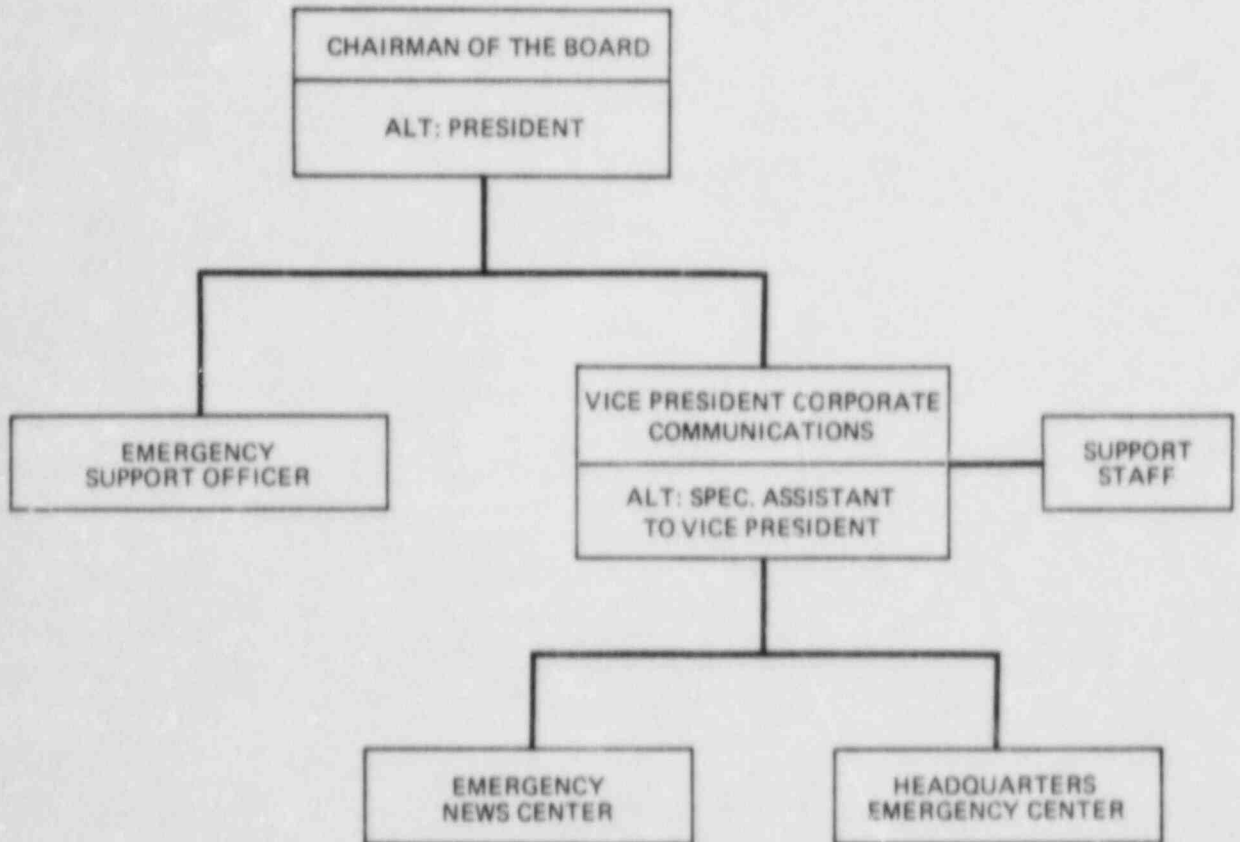 CHAIRMAN OF THE BOARD
ALT: PRESIDENT
EMERGENCY
SUPPORT OFFICER
VICE PRESIDENT CORPORATE
COMMUNICATIONS
ALT: SPEC. ASSISTANT
TO VICE PRESIDENT
SUPPORT
STAFF
EMERGENCY
NEWS CENTER
HEADQUARTERS
EMERGENCY CENTER